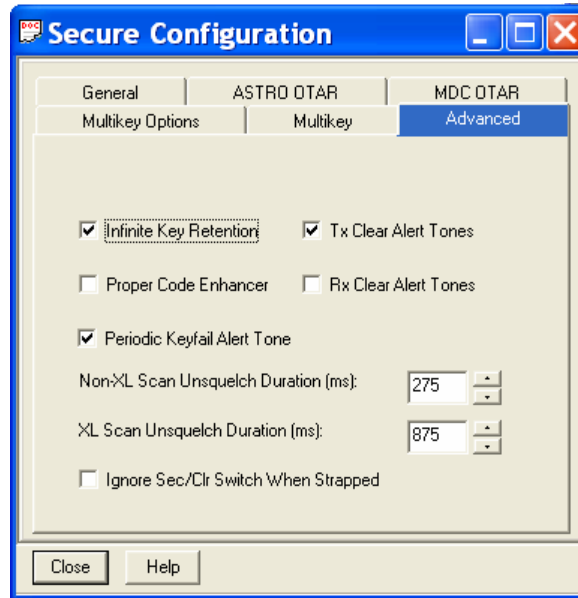 Secure Configuration
General ASTRO OTAR MDC OTAR
Multikey Options Multikey Advanced
Infinite Key Retention Tx Clear Alert Tones
Proper Code Enhancer Rx Clear Alert Tones
Periodic Keyfail Alert Tone
Non-XL Scan Unsquelch Duration (ms): 275
XL Scan Unsquelch Duration (ms): 875
Ignore Sec/Clr Switch When Strapped
Close Help